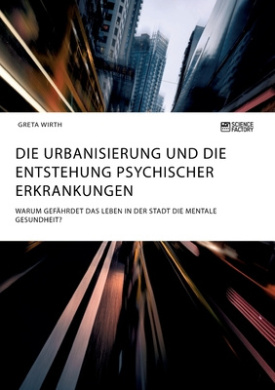 GRETA WIRTH
SCIENCE
FACTORY
DIE URBANISIERUNG UND DIE
ENTSTEHUNG PSYCHISCHER
ERKRANKUNGEN
WARUM GEFÄHRDET DAS LEBEN IN DER STADT DIE MENTALE
GESUNDHEIT?